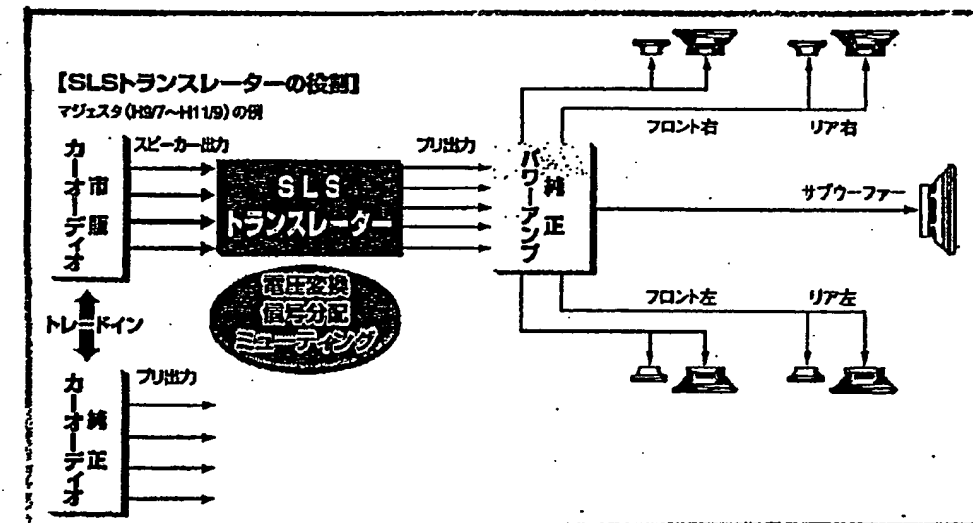 【SLSトランスレーターの役割】
マジェスタ(H9/7〜H11/9)の例
市販
カーオーディオ
スピーカー出力
SLS
トランスレーター
プリ出力
純正
パワーアンプ
フロント右
リア右
サブウーファー
フロント左
リア左
電圧変換
信号分配
ミューティング
トレードイン
純正
カーオーディオ
プリ出力